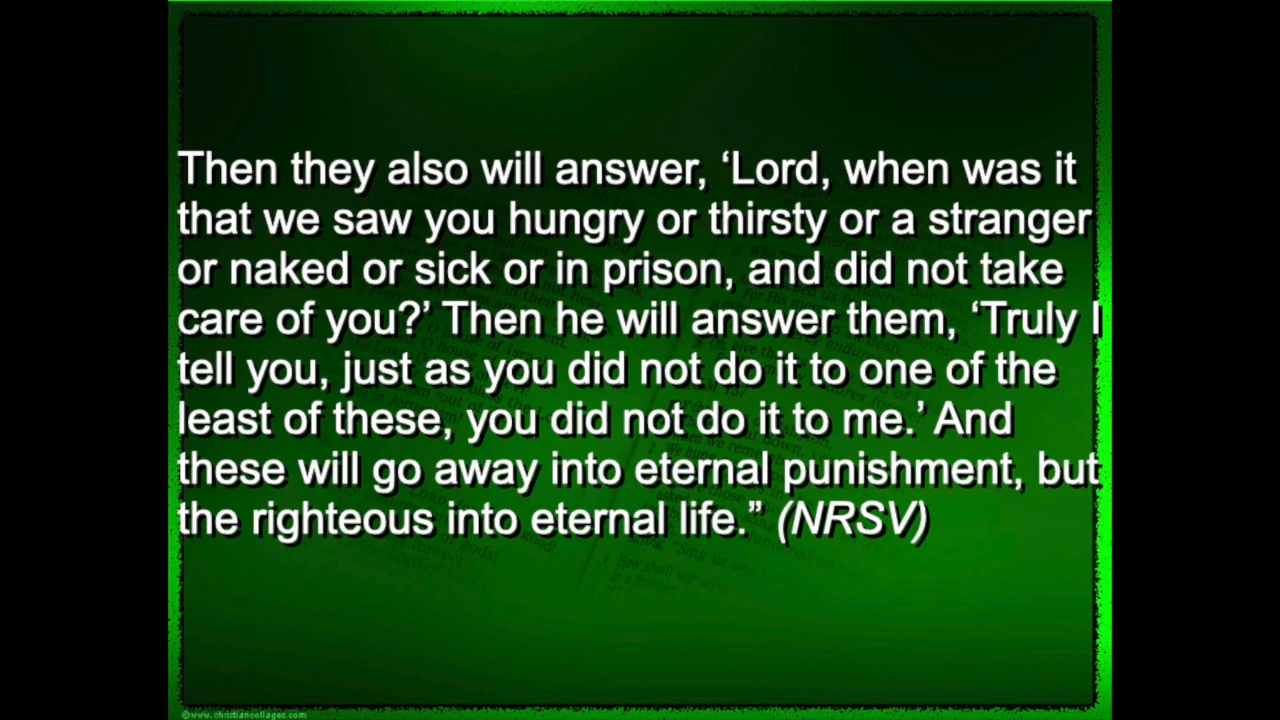 Then they also will answer, ‘Lord, when was it
that we saw you hungry or thirsty or a stranger
or naked or sick or in prison, and did not take
care of you?’ Then he will answer them, ‘Truly I
tell you, just as you did not do it to one of the
least of these, you did not do it to me.’ And
these will go away into eternal punishment, but
the righteous into eternal life.” (NRSV)
©www.christiancollages.com